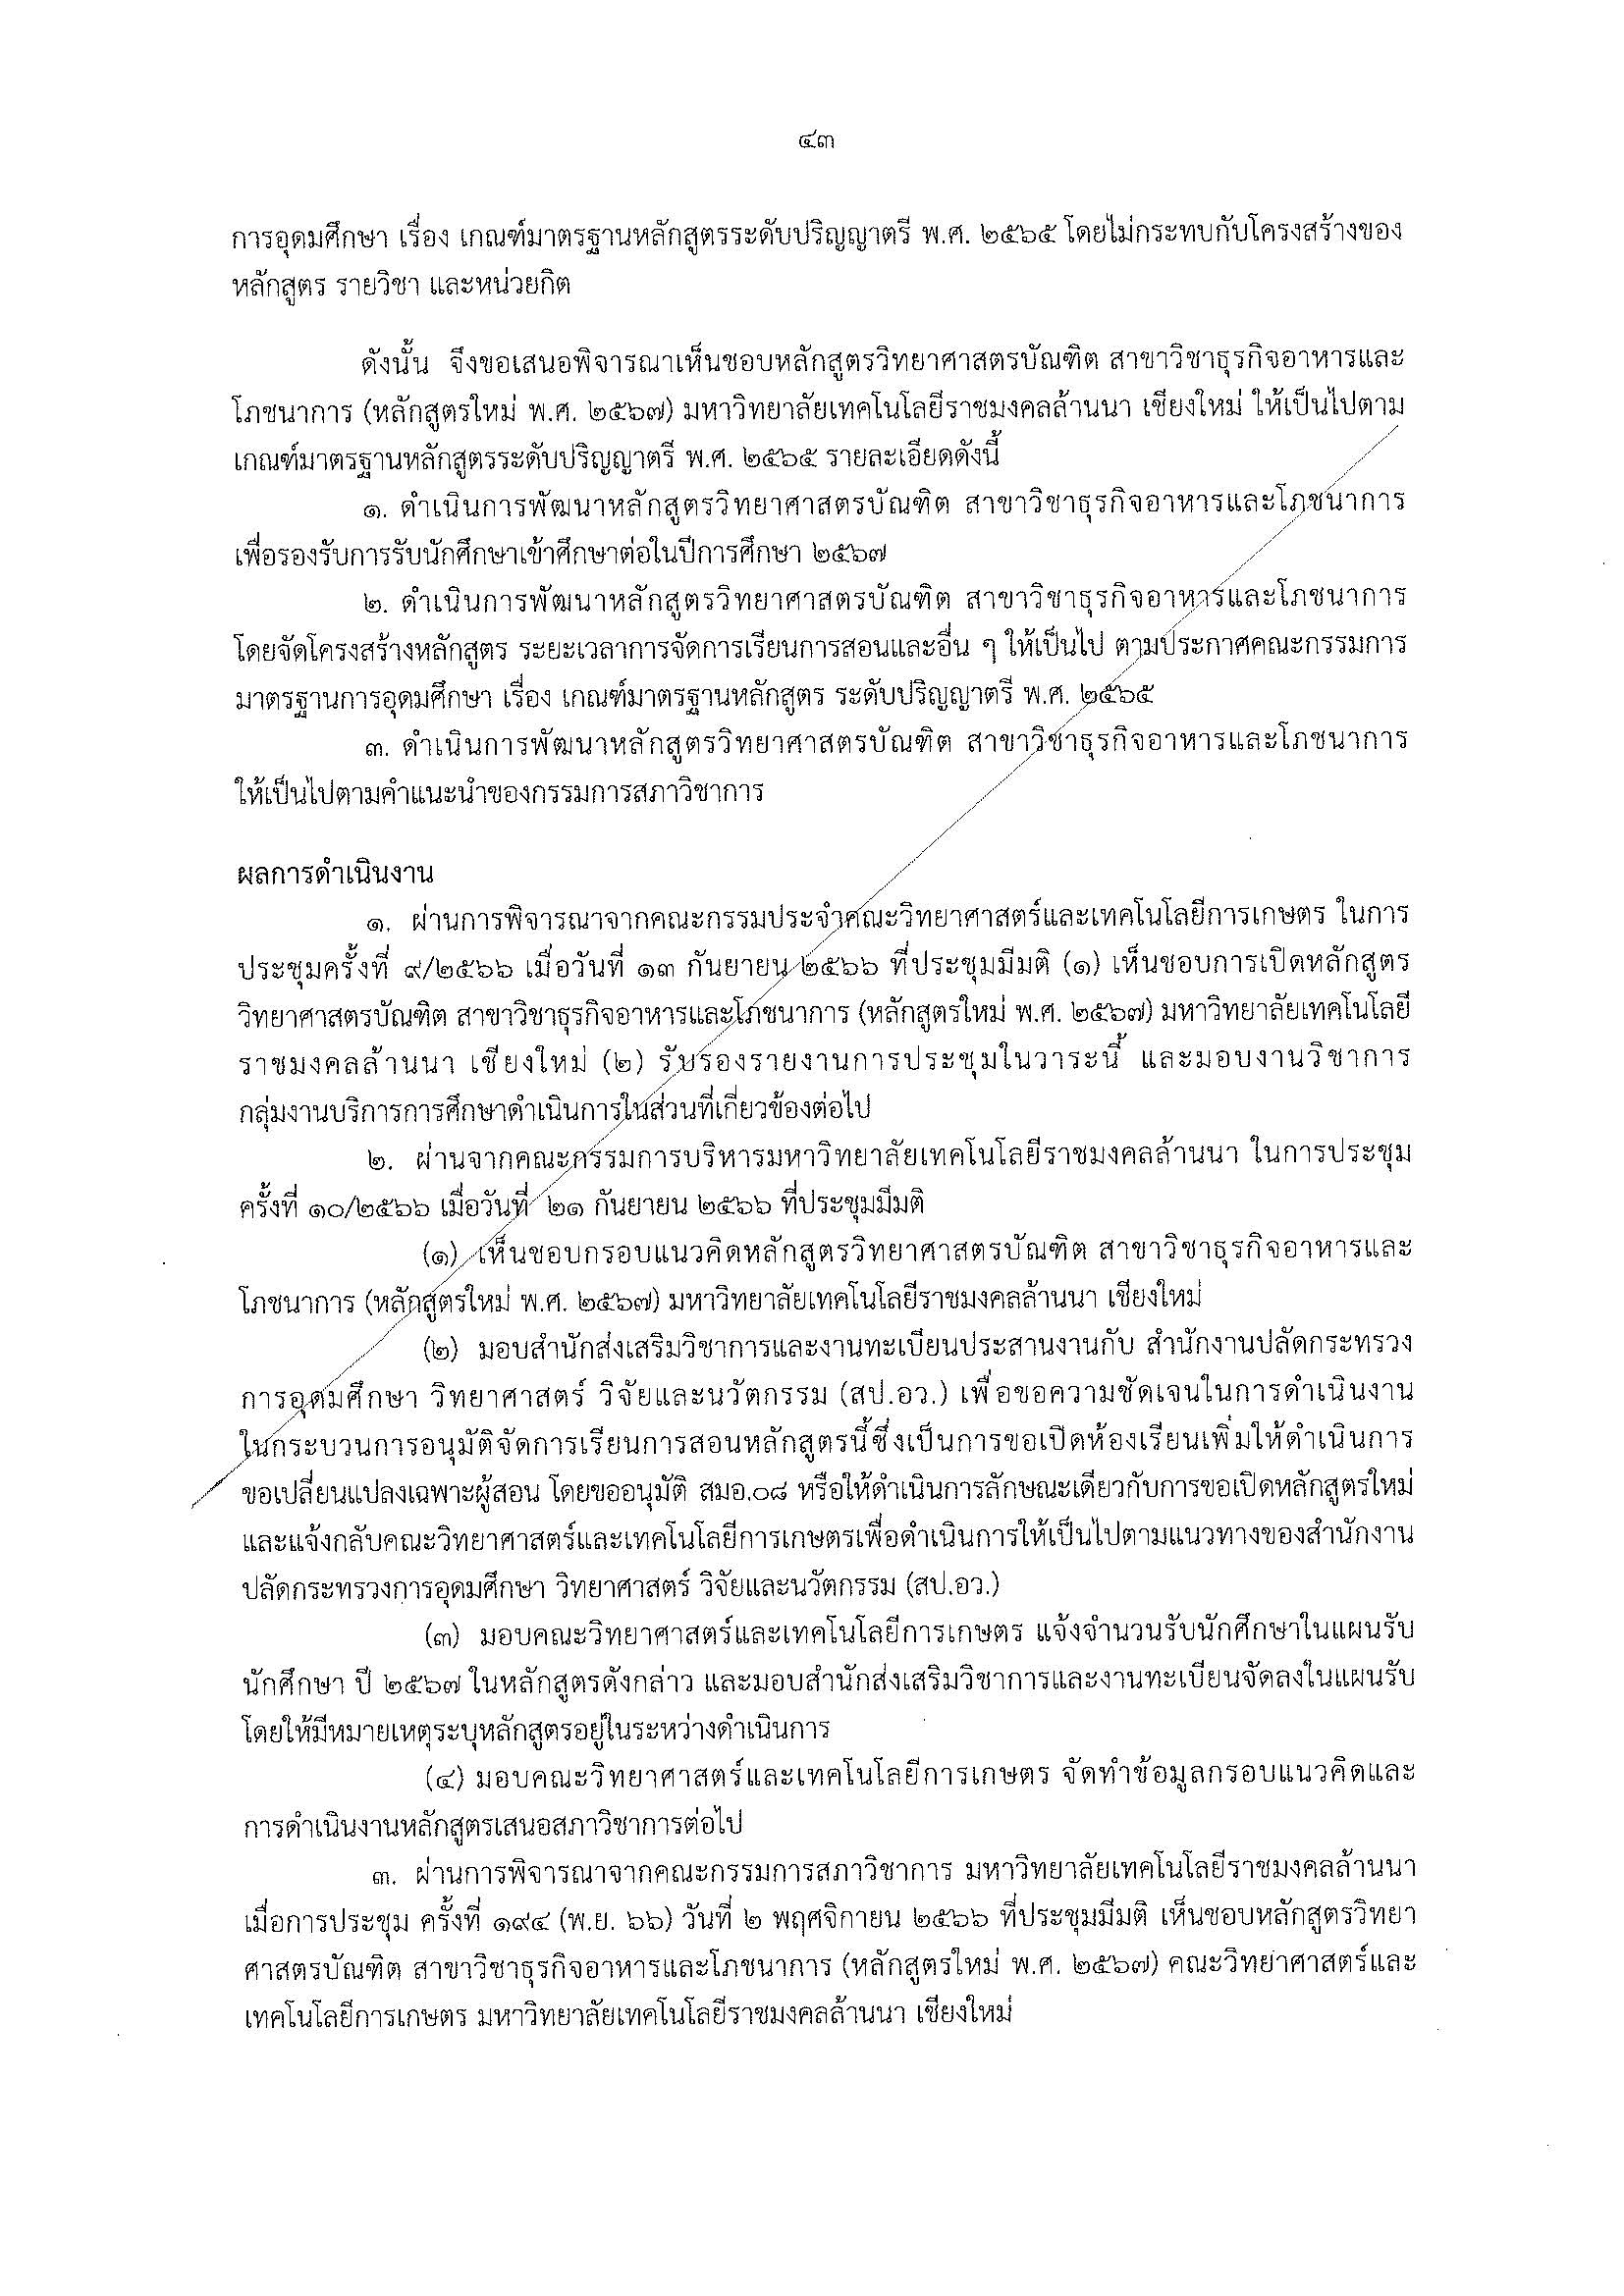 ๔๓
การอุดมศึกษา เรื่อง เกณฑ์มาตรฐานหลักสูตรระดับปริญญาตรี พ.ศ. ๒๕๖๕ โดยไม่กระทบกับโครงสร้างของ
หลักสูตร รายวิชา และหน่วยกิต
ดังนั้น จึงขอเสนอพิจารณาเห็นชอบหลักสูตรวิทยาศาสตรบัณฑิต สาขาวิชาธุรกิจอาหารและ
โภชนาการ (หลักสูตรใหม่ พ.ศ. ๒๕๖๗) มหาวิทยาลัยเทคโนโลยีราชมงคลล้านนา เชียงใหม่ ให้เป็นไปตาม
เกณฑ์มาตรฐานหลักสูตรระดับปริญญาตรี พ.ศ. ๒๕๖๕ รายละเอียดดังนี้
๑. ดำเนินการพัฒนาหลักสูตรวิทยาศาสตรบัณฑิต สาขาวิชาธุรกิจอาหารและโภชนาการ
เพื่อรองรับการรับนักศึกษาเข้าศึกษาต่อในปีการศึกษา ๒๕๖๗
๒. ดำเนินการพัฒนาหลักสูตรวิทยาศาสตรบัณฑิต สาขาวิชาธุรกิจอาหารและโภชนาการ
โดยจัดโครงสร้างหลักสูตร ระยะเวลาการจัดการเรียนการสอนและอื่น ๆ ให้เป็นไป ตามประกาศคณะกรรมการ
มาตรฐานการอุดมศึกษา เรื่อง เกณฑ์มาตรฐานหลักสูตร ระดับปริญญาตรี พ.ศ. ๒๕๖๕
๓. ดำเนินการพัฒนาหลักสูตรวิทยาศาสตรบัณฑิต สาขาวิชาธุรกิจอาหารและโภชนาการ
ให้เป็นไปตามคำแนะนำของกรรมการสภาวิชาการ
ผลการดำเนินงาน
๑. ผ่านการพิจารณาจากคณะกรรมประจำคณะวิทยาศาสตร์และเทคโนโลยีการเกษตร ในการ
ประชุมครั้งที่ ๙/๒๕๖๖ เมื่อวันที่ ๑๓ กันยายน ๒๕๖๖ ที่ประชุมมีมติ (๑) เห็นชอบการเปิดหลักสูตร
วิทยาศาสตรบัณฑิต สาขาวิชาธุรกิจอาหารและโภชนาการ (หลักสูตรใหม่ พ.ศ. ๒๕๖๗) มหาวิทยาลัยเทคโนโลยี
ราชมงคลล้านนา เชียงใหม่ (๒) รับรองรายงานการประชุมในวาระนี้ และมอบงานวิชาการ
กลุ่มงานบริการการศึกษาดำเนินการในส่วนที่เกี่ยวข้องต่อไป
๒. ผ่านจากคณะกรรมการบริหารมหาวิทยาลัยเทคโนโลยีราชมงคลล้านนา ในการประชุม
ครั้งที่ ๑๐/๒๕๖๖ เมื่อวันที่ ๒๑ กันยายน ๒๕๖๖ ที่ประชุมมีมติ
(๑) เห็นชอบกรอบแนวคิดหลักสูตรวิทยาศาสตรบัณฑิต สาขาวิชาธุรกิจอาหารและ
โภชนาการ (หลักสูตรใหม่ พ.ศ. ๒๕๖๗) มหาวิทยาลัยเทคโนโลยีราชมงคลล้านนา เชียงใหม่
(๒) มอบสำนักส่งเสริมวิชาการและงานทะเบียนประสานงานกับ สำนักงานปลัดกระทรวง
การอุดมศึกษา วิทยาศาสตร์ วิจัยและนวัตกรรม (สป.อว.) เพื่อขอความชัดเจนในการดำเนินงาน
ในกระบวนการอนุมัติจัดการเรียนการสอนหลักสูตรนี้ซึ่งเป็นการขอเปิดห้องเรียนเพิ่มให้ดำเนินการ
ขอเปลี่ยนแปลงเฉพาะผู้สอน โดยขออนุมัติ สมอ.๐๘ หรือให้ดำเนินการลักษณะเดียวกับการขอเปิดหลักสูตรใหม่
และแจ้งกลับคณะวิทยาศาสตร์และเทคโนโลยีการเกษตรเพื่อดำเนินการให้เป็นไปตามแนวทางของสำนักงาน
ปลัดกระทรวงการอุดมศึกษา วิทยาศาสตร์ วิจัยและนวัตกรรม (สป.อว.)
(๓) มอบคณะวิทยาศาสตร์และเทคโนโลยีการเกษตร แจ้งจำนวนรับนักศึกษาในแผนรับ
นักศึกษา ปี ๒๕๖๗ ในหลักสูตรดังกล่าว และมอบสำนักส่งเสริมวิชาการและงานทะเบียนจัดลงในแผนรับ
โดยให้มีหมายเหตุระบุหลักสูตรอยู่ในระหว่างดำเนินการ
(๔) มอบคณะวิทยาศาสตร์และเทคโนโลยีการเกษตร จัดทำข้อมูลกรอบแนวคิดและ
การดำเนินงานหลักสูตรเสนอสภาวิชาการต่อไป
๓. ผ่านการพิจารณาจากคณะกรรมการสภาวิชาการ มหาวิทยาลัยเทคโนโลยีราชมงคลล้านนา
เมื่อการประชุม ครั้งที่ ๑๙๔ (พ.ย. ๖๖) วันที่ ๒ พฤศจิกายน ๒๕๖๖ ที่ประชุมมีมติ เห็นชอบหลักสูตรวิทยา
ศาสตรบัณฑิต สาขาวิชาธุรกิจอาหารและโภชนาการ (หลักสูตรใหม่ พ.ศ. ๒๕๖๗) คณะวิทยาศาสตร์และ
เทคโนโลยีการเกษตร มหาวิทยาลัยเทคโนโลยีราชมงคลล้านนา เชียงใหม่